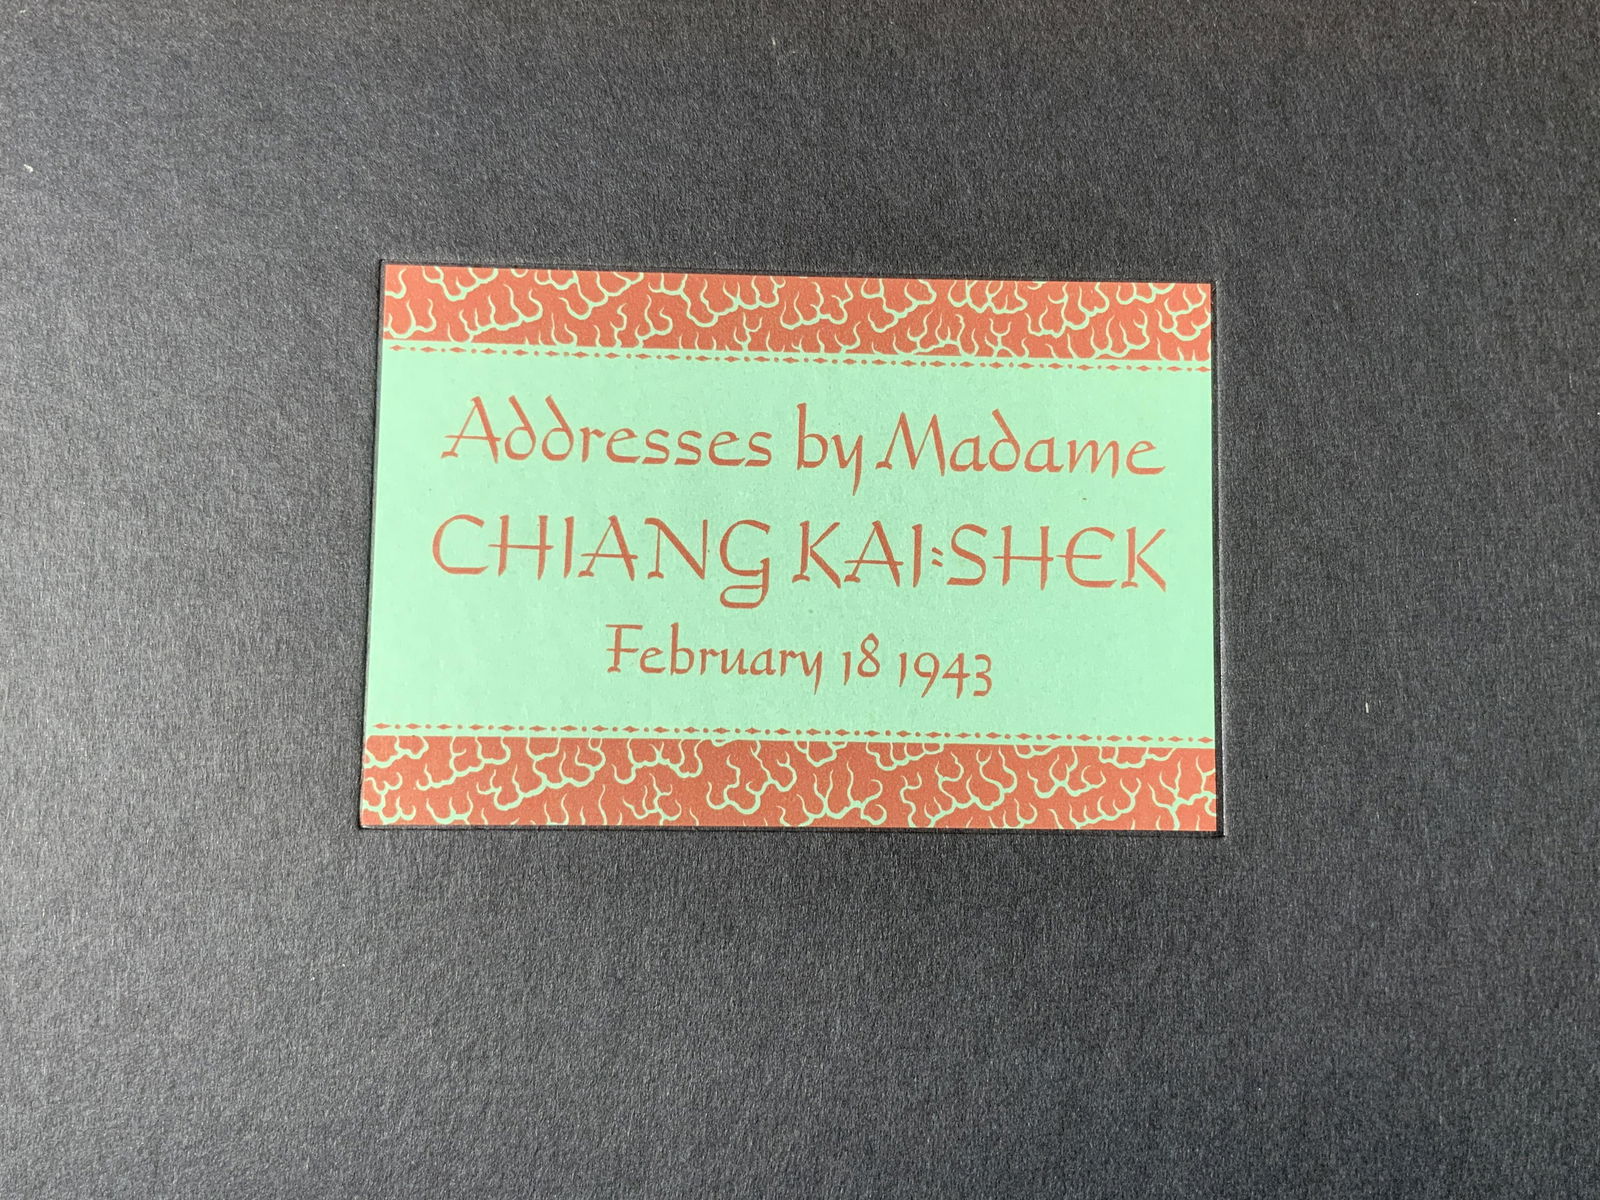 Addresses by Madame
CHIANG KAI-SHEK
February 18 1943